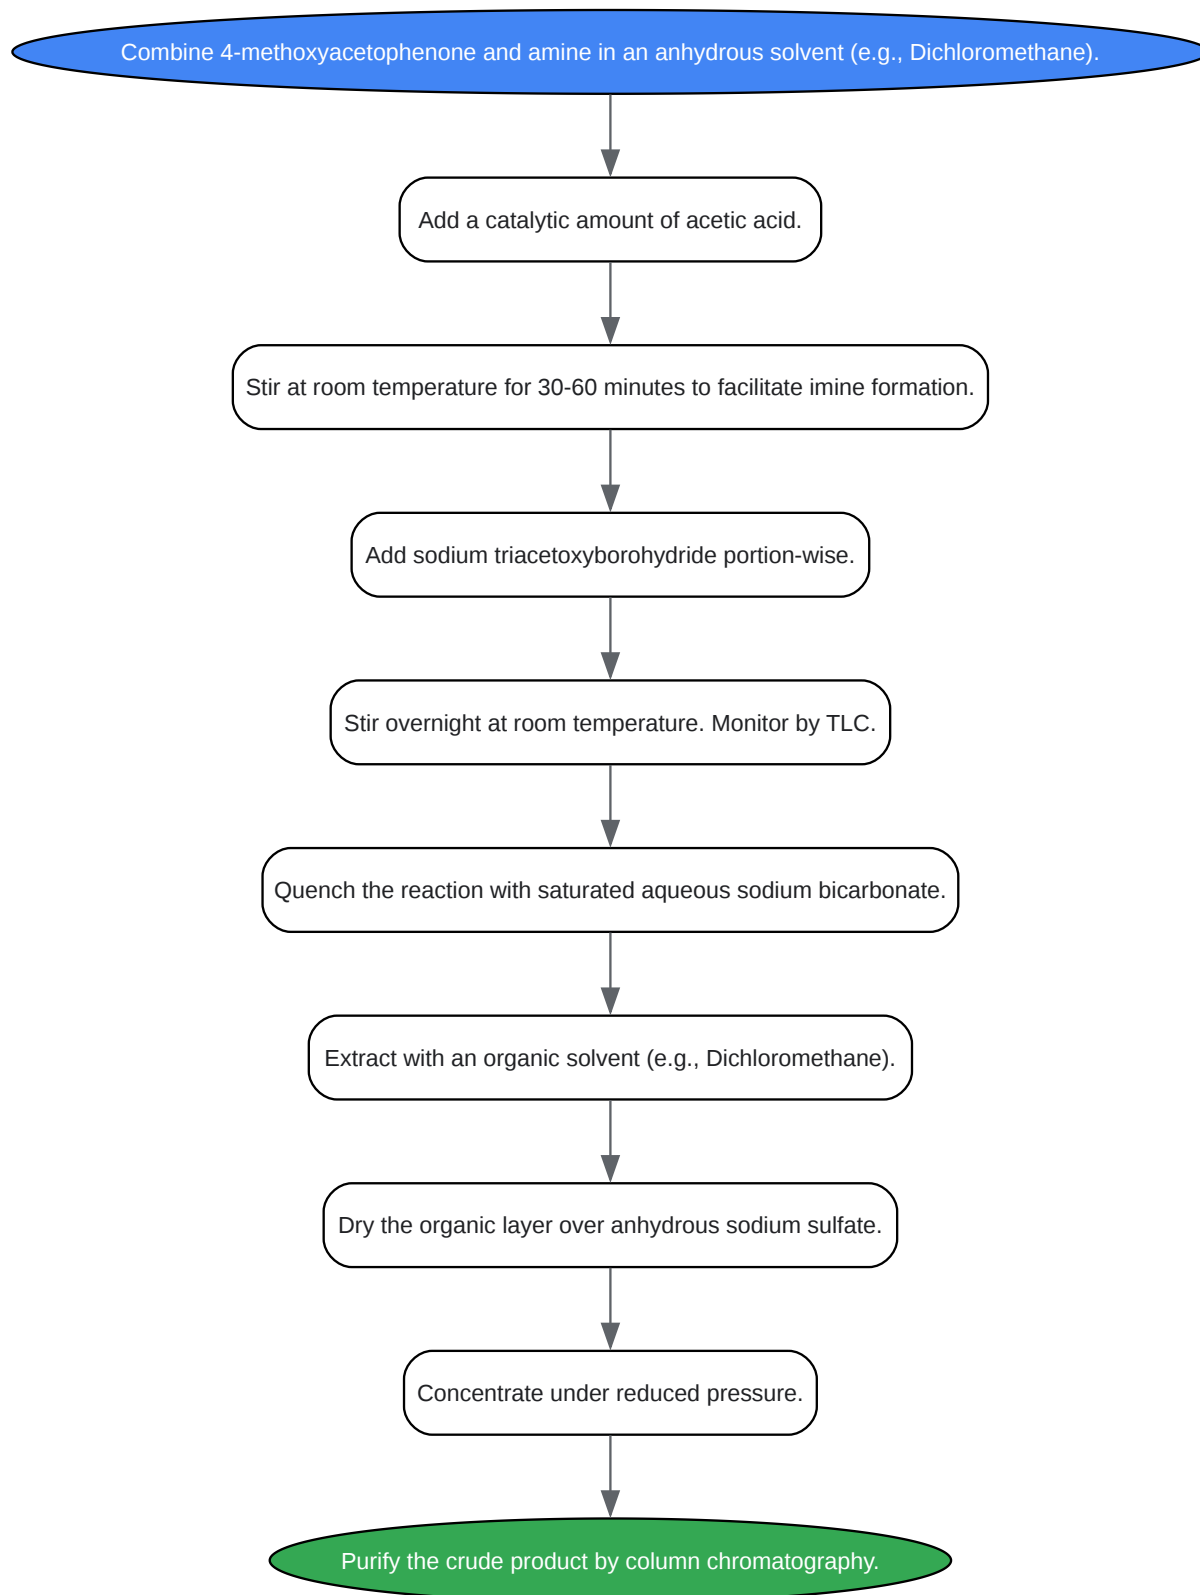 Combine 4-methoxyacetophenone and amine in an anhydrous solvent (e.g., Dichloromethane).
Add a catalytic amount of acetic acid.
Stir at room temperature for 30-60 minutes to facilitate imine formation.
Add sodium triacetoxyborohydride portion-wise.
Stir overnight at room temperature. Monitor by TLC.
Quench the reaction with saturated aqueous sodium bicarbonate.
Extract with an organic solvent (e.g., Dichloromethane).
Dry the organic layer over anhydrous sodium sulfate.
Concentrate under reduced pressure.
Purify the crude product by column chromatography.